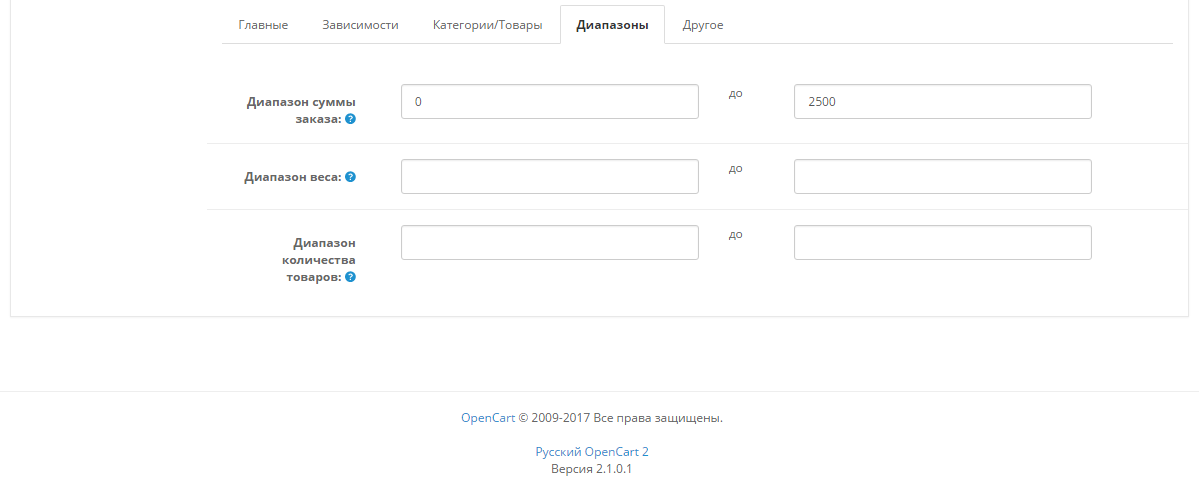 Главные Зависимости Категории/Товары Диапазоны Другое
Диапазон суммы
заказа: ?
0 до 2500
Диапазон веса: ?
до
Диапазон
количества
товаров: ?
до
OpenCart © 2009-2017 Все права защищены.
Русский OpenCart 2
Версия 2.1.0.1